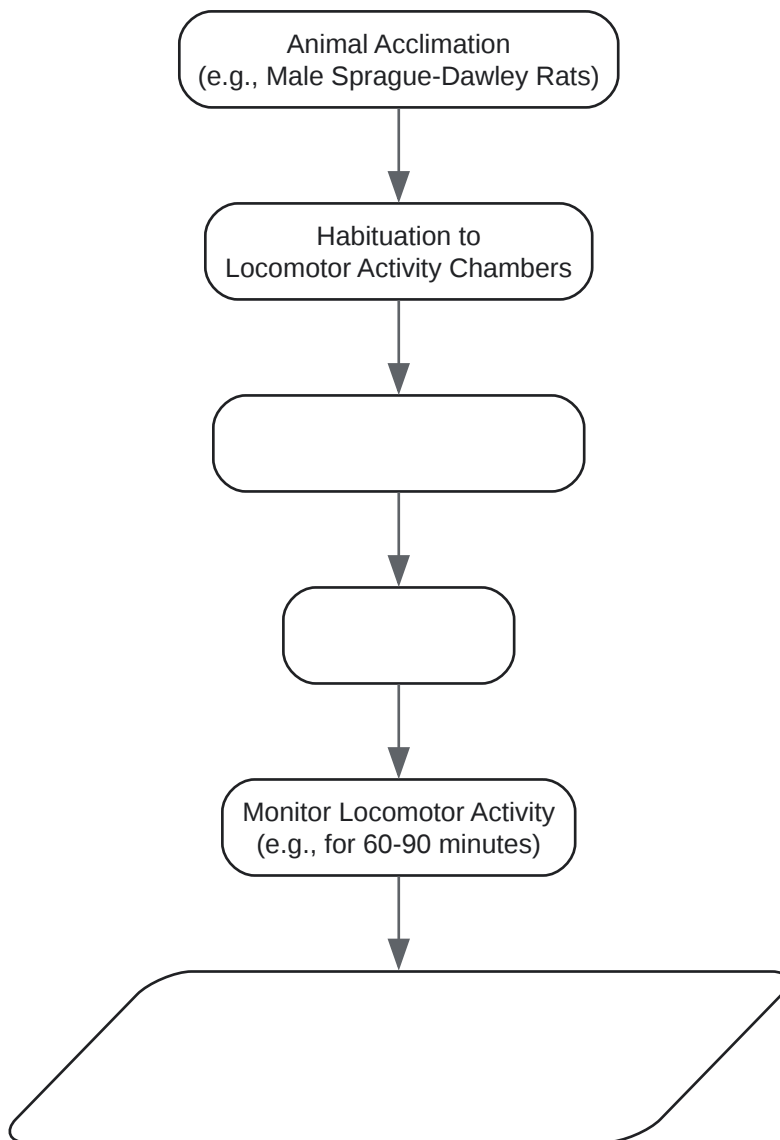 Animal Acclimation
(e.g., Male Sprague-Dawley Rats)
Habituation to
Locomotor Activity Chambers
Monitor Locomotor Activity
(e.g., for 60-90 minutes)